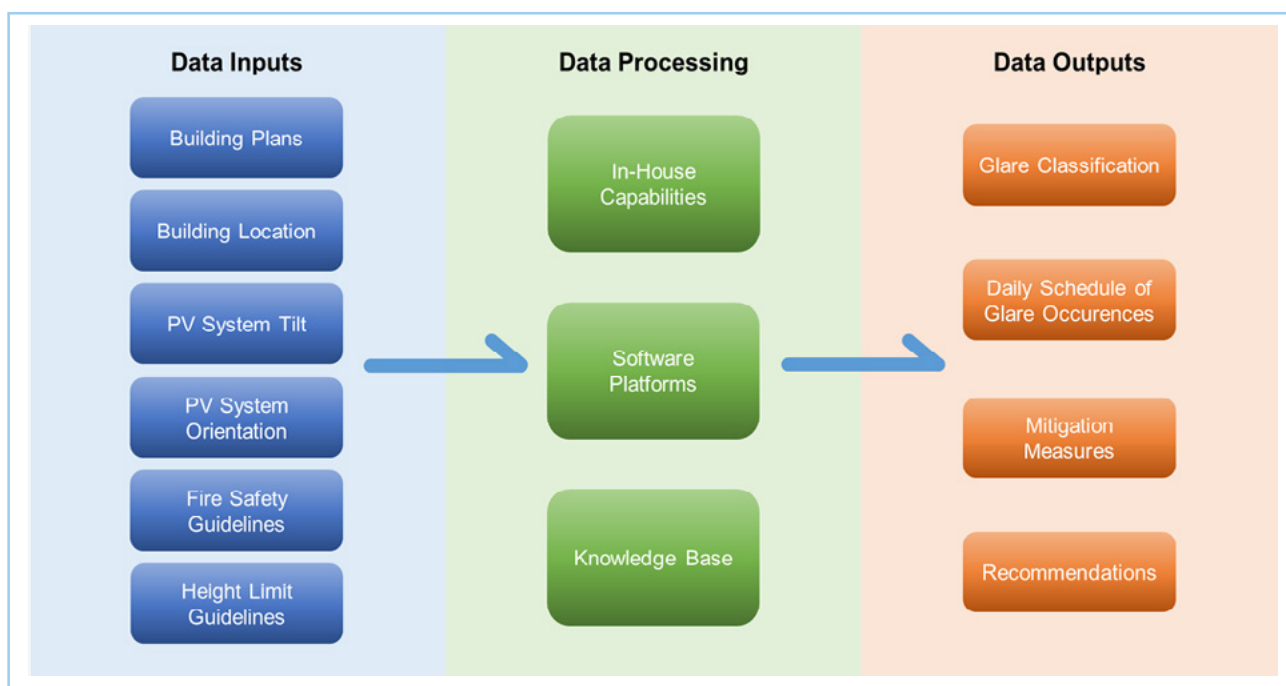 Data Inputs
Building Plans
Building Location
PV System Tilt
PV System
Orientation
Fire Safety
Guidelines
Height Limit
Guidelines
Data Processing
In-House
Capabilities
Software
Platforms
Knowledge Base
Data Outputs
Glare Classification
Daily Schedule of
Glare Occurences
Mitigation
Measures
Recommendations